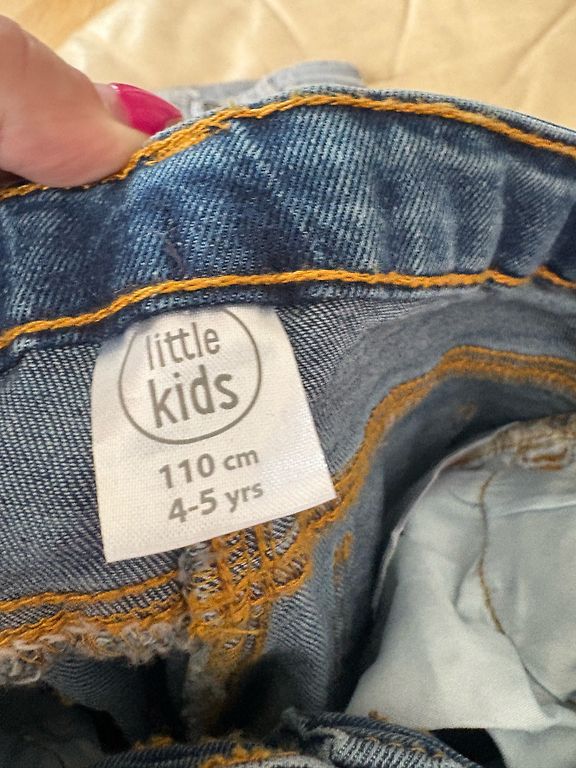 little
kids
110 cm
4-5 yrs